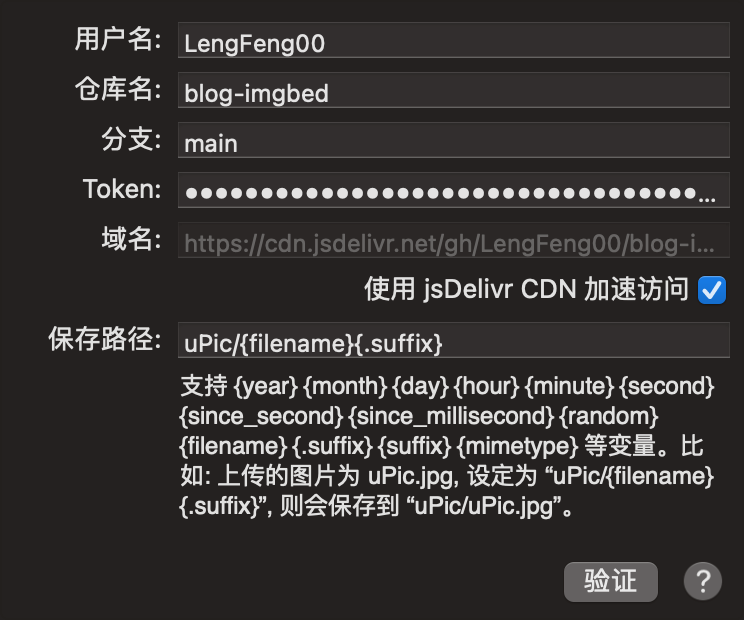 用户名: LengFeng00
仓库名: blog-imgbed
分支: main
Token: ●●●●●●●●●●●●●●●●●●●●●●●●●●●●●●●●●●...
域名: https://cdn.jsdelivr.net/gh/LengFeng00/blog-i...
使用 jsDelivr CDN 加速访问
保存路径: uPic/{filename}{.suffix}
支持 {year} {month} {day} {hour} {minute} {second}
{since_second} {since_millisecond} {random}
{filename} {.suffix} {suffix} {mimetype} 等变量。比
如: 上传的图片为 uPic.jpg, 设定为 “uPic/{filename}
{.suffix}”, 则会保存到 “uPic/uPic.jpg”。
验证 ?